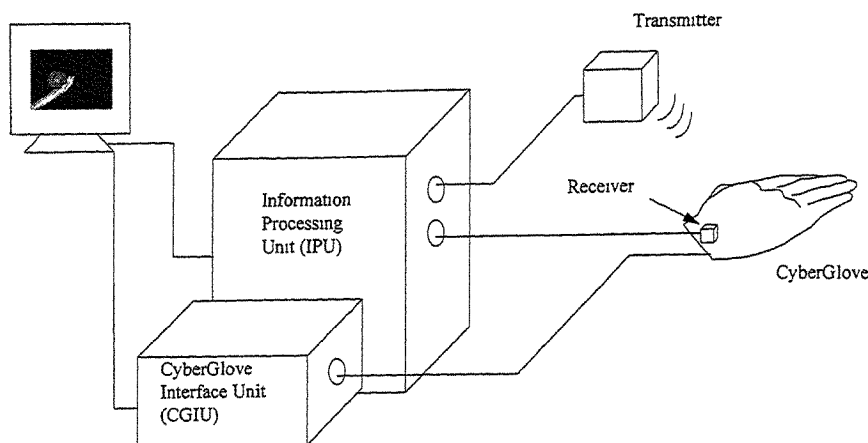 Transmitter
Information
Processing
Unit (IPU)
Receiver
CyberGlove
CyberGlove
Interface Unit
(CGIU)